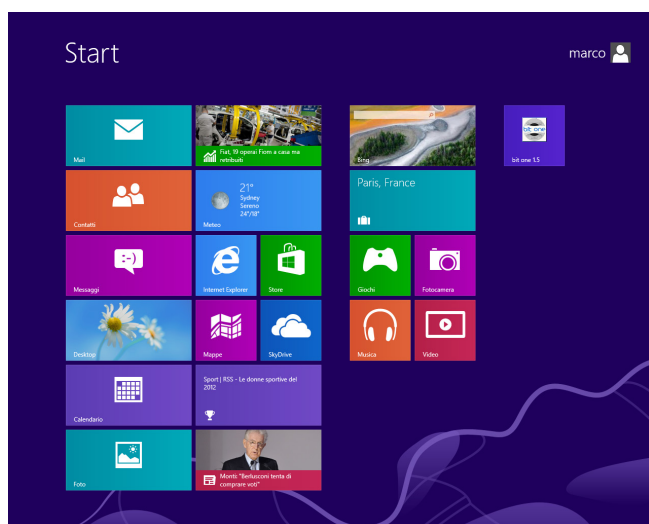 Start
marco
Mail
Fiat, 19 operai Fiom a casa ma
retribuiti
Bing
bit one
bit one 1.5
Contatti
21°
Sydney
Sereno
24°/18°
Meteo
Paris, France
:-)
Messaggi
Internet Explorer
Store
Giochi
Fotocamera
Desktop
Mappe
SkyDrive
Musica
Video
Calendario
Sport | RSS - Le donne sportive del
2012
Foto
Monti: "Berlusconi tenta di
comprare voti"